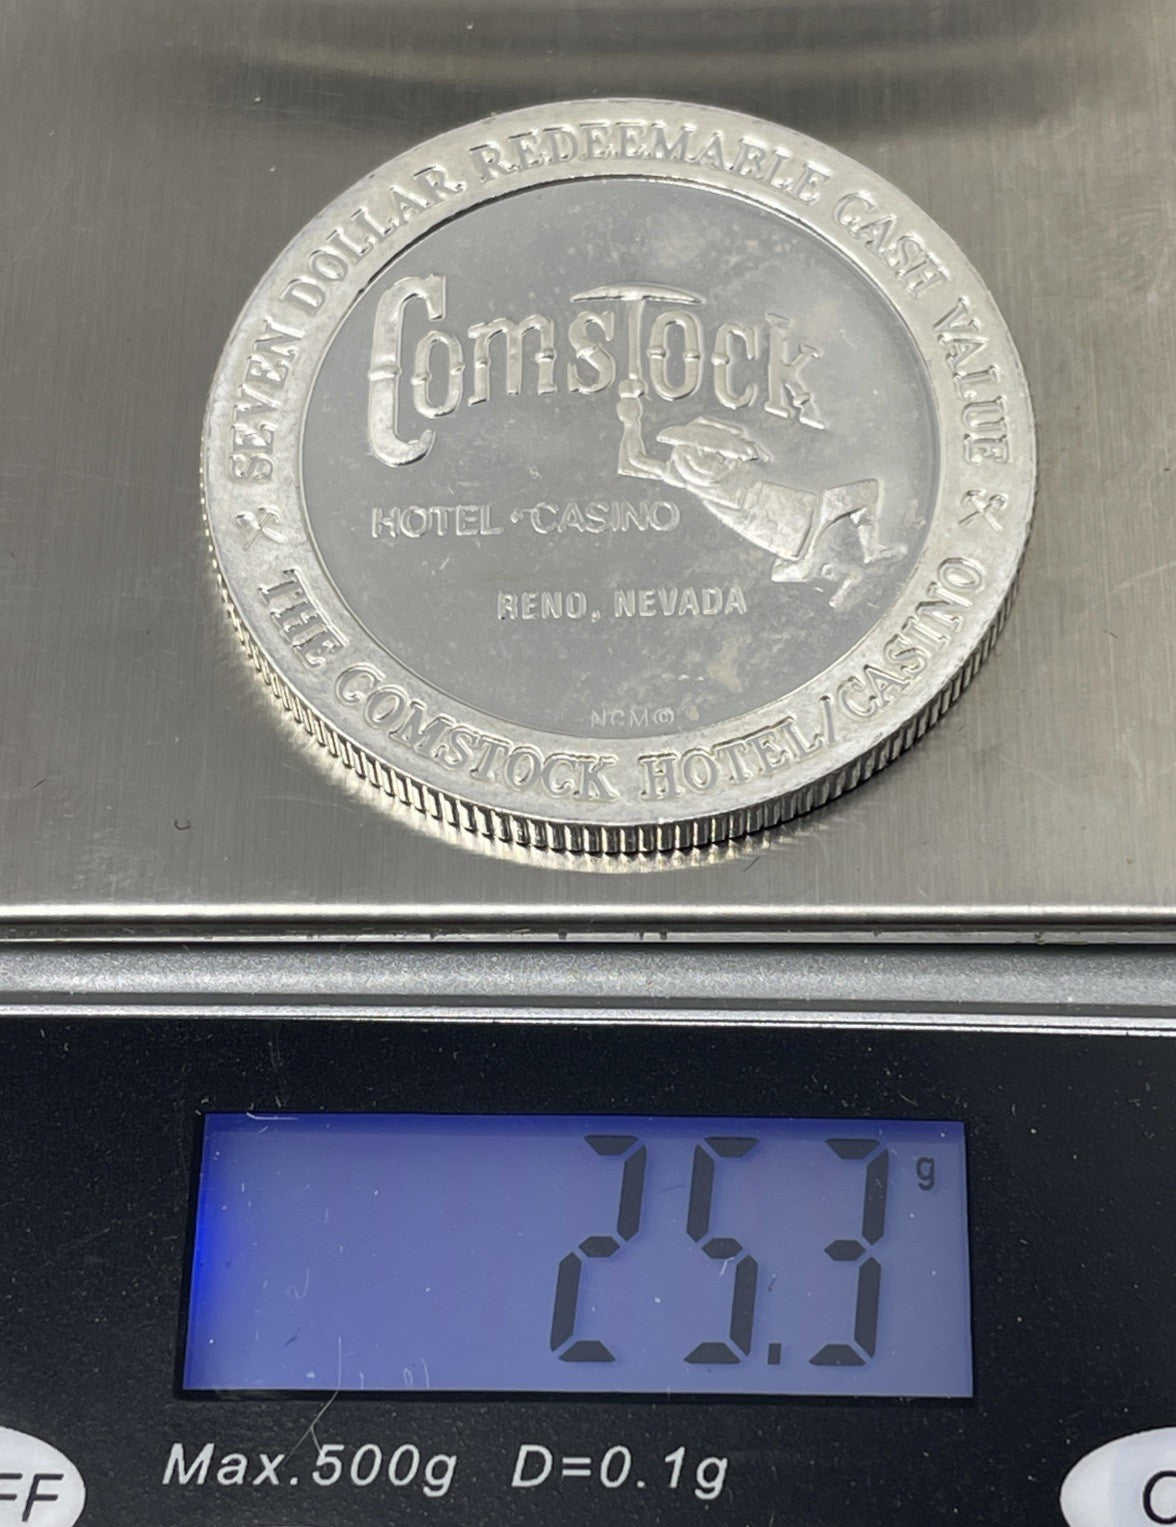 SEVEN DOLLAR REDEEMABLE CASH VALUE
Comstock
HOTEL • CASINO
RENO, NEVADA
NCM©
THE COMSTOCK HOTEL/CASINO
25.3 g
Max.500g D=0.1g
FF